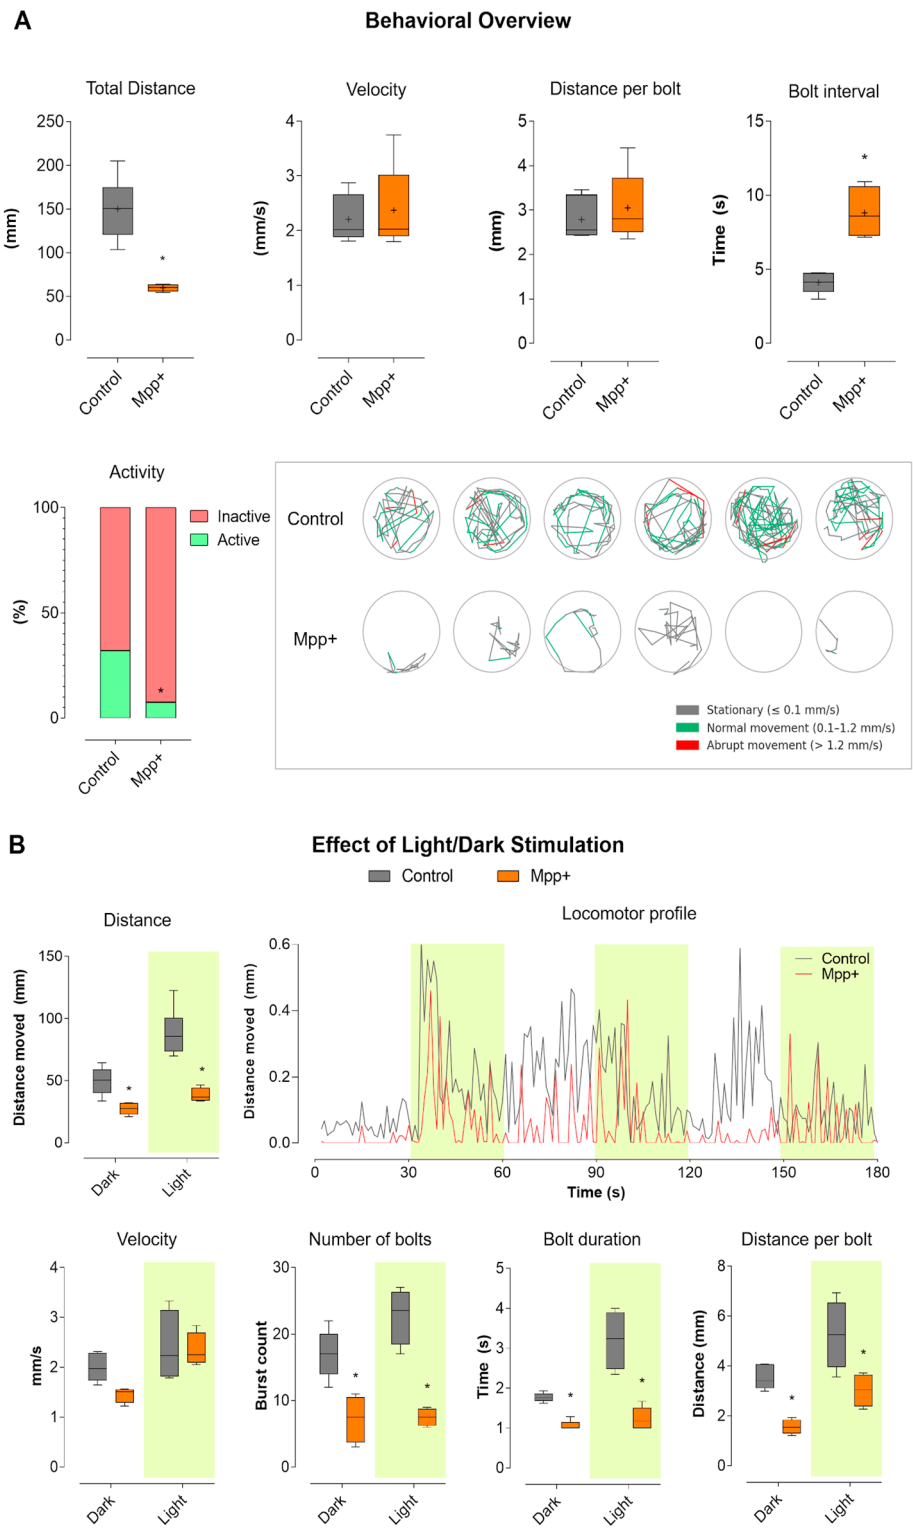 A
Behavioral Overview
Total Distance
Velocity
Distance per bolt
Bolt interval
250
200
150
100
50
0
(mm)
*
Control
Mpp+
4
3
2
1
0
(mm/s)
Control
Mpp+
5
4
3
2
1
0
(mm)
Control
Mpp+
15
10
5
0
Time (s)
*
Control
Mpp+
Activity
100
50
0
(%)
Inactive
Active
*
Control
Mpp+
Control
Mpp+
Stationary (≤ 0.1 mm/s)
Normal movement (0.1–1.2 mm/s)
Abrupt movement (> 1.2 mm/s)
B
Effect of Light/Dark Stimulation
Control
Mpp+
Distance
150
100
50
0
Distance moved (mm)
*
*
Dark
Light
Locomotor profile
0.6
0.4
0.2
0.0
Distance moved (mm)
Control
Mpp+
0
30
60
90
120
150
180
Time (s)
Velocity
4
3
2
1
0
mm/s
Dark
Light
Number of bolts
30
20
10
0
Burst count
*
*
Dark
Light
Bolt duration
5
4
3
2
1
0
Time (s)
*
*
Dark
Light
Distance per bolt
8
6
4
2
0
Distance (mm)
*
*
Dark
Light